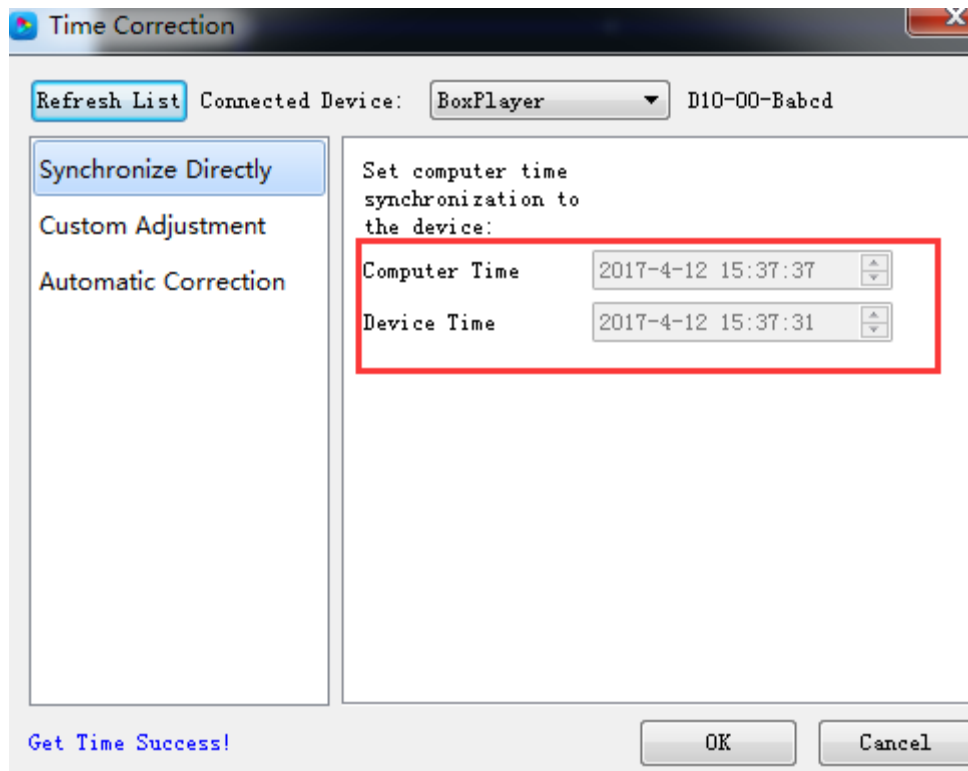 Time Correction
Refresh List Connected Device: BoxPlayer D10-00-Babcd
Synchronize Directly
Custom Adjustment
Automatic Correction
Set computer time
synchronization to
the device:
Computer Time 2017-4-12 15:37:37
Device Time 2017-4-12 15:37:31
Get Time Success! OK Cancel